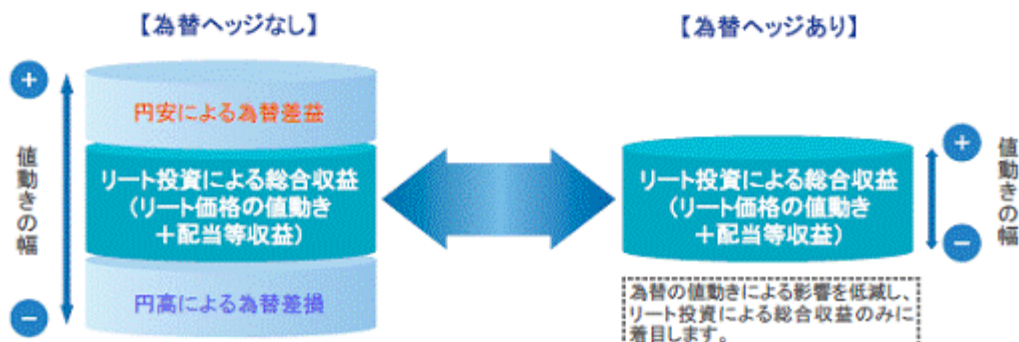 【為替ヘッジなし】
【為替ヘッジあり】
+
円安による為替差益
値動きの幅
リート投資による総合収益
（リート価格の値動き
＋配当等収益）
円高による為替差損
−
リート投資による総合収益
（リート価格の値動き
＋配当等収益）
+
値動きの幅
−
為替の値動きによる影響を低減し、
リート投資による総合収益のみに
着目します。